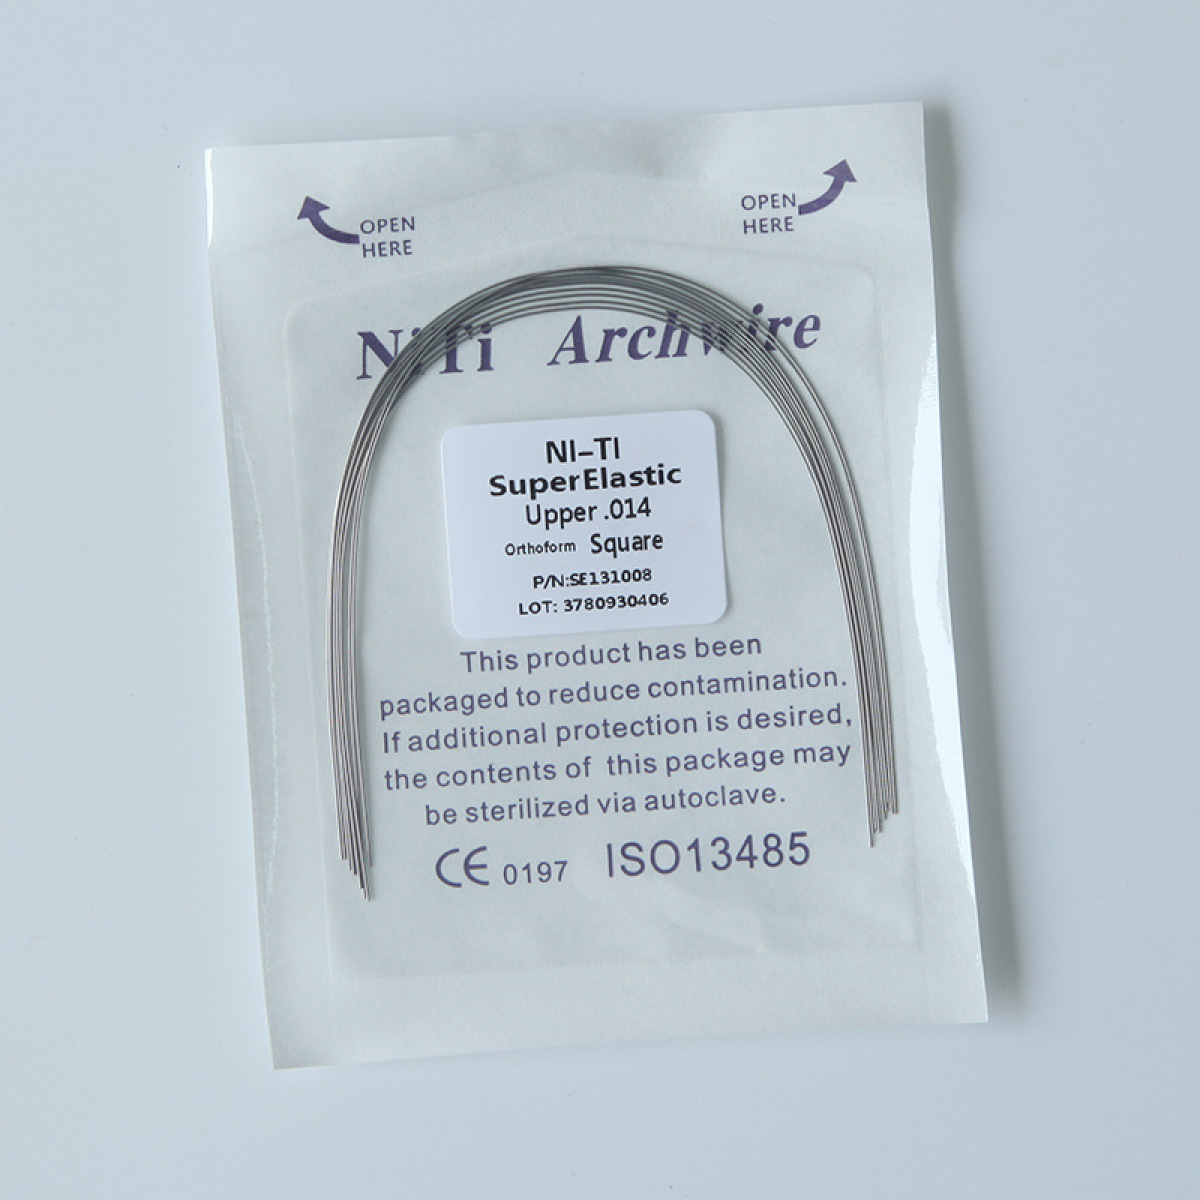 OPEN
HERE
OPEN
HERE
NiTi Archwire
NI-TI
SuperElastic
Upper .014
Orthoform Square
P/N:SE131008
LOT: 3780930406
This product has been
packaged to reduce contamination.
If additional protection is desired,
the contents of this package may
be sterilized via autoclave.
CE 0197 ISO13485